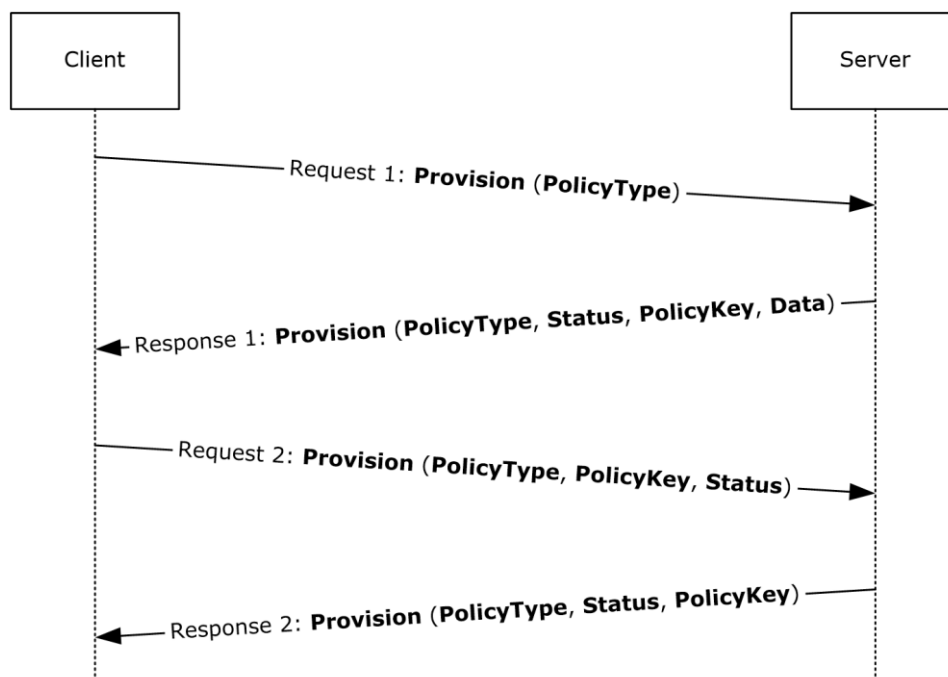 Client
Server
Request 1: Provision (PolicyType)
Response 1: Provision (PolicyType, Status, PolicyKey, Data)
Request 2: Provision (PolicyType, PolicyKey, Status)
Response 2: Provision (PolicyType, Status, PolicyKey)